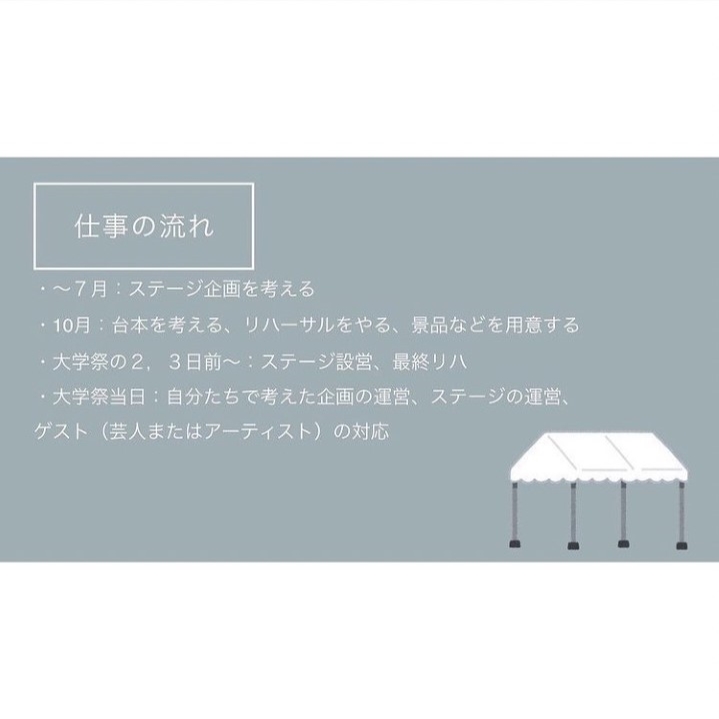 仕事の流れ
・〜７月：ステージ企画を考える
・10月：台本を考える、リハーサルをやる、景品などを用意する
・大学祭の２，３日前〜：ステージ設営、最終リハ
・大学祭当日：自分たちで考えた企画の運営、ステージの運営、
ゲスト（芸人またはアーティスト）の対応